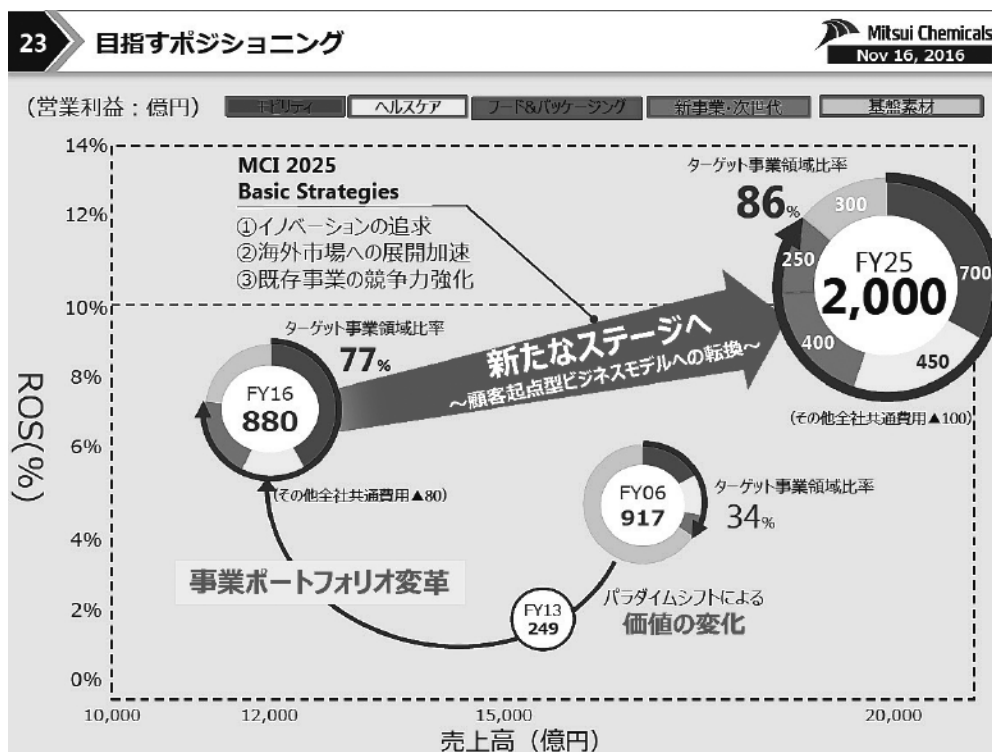 23
目指すポジショニング
Mitsui Chemicals
Nov 16, 2016
(営業利益：億円)
モビリティ
ヘルスケア
フード&パッケージング
新事業・次世代
基盤素材
14%
12%
10%
8%
6%
4%
2%
0%
ROS(%)
MCI 2025
Basic Strategies
①イノベーションの追求
②海外市場への展開加速
③既存事業の競争力強化
ターゲット事業領域比率
86%
300
250
700
400
450
FY25
2,000
(その他全社共通費用▲100)
ターゲット事業領域比率
77%
FY16
880
(その他全社共通費用▲80)
新たなステージへ
～顧客起点型ビジネスモデルへの転換～
FY06
917
ターゲット事業領域比率
34%
事業ポートフォリオ変革
FY13
249
パラダイムシフトによる
価値の変化
10,000
12,000
15,000
20,000
売上高（億円）